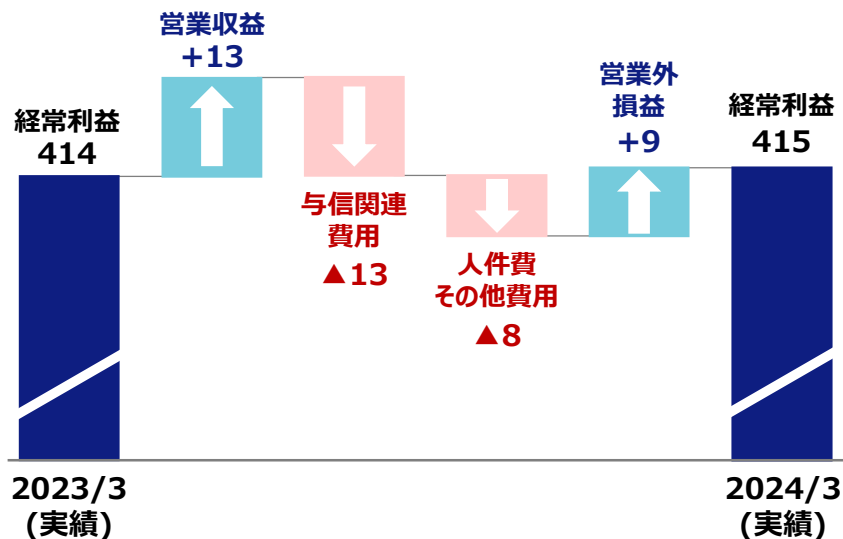 経常利益
414
営業収益
+13
与信関連
費用
▲13
人件費
その他費用
▲8
営業外
損益
+9
経常利益
415
2023/3
(実績)
2024/3
(実績)